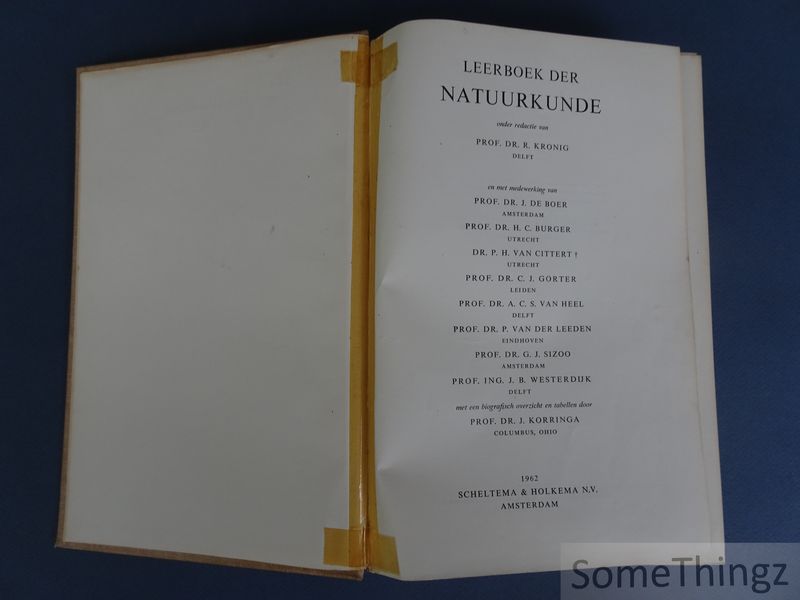 LEERBOEK DER
NATUURKUNDE
onder redactie van
PROF. DR. R. KRONIG
DELFT
en met medewerking van
PROF. DR. J. DE BOER
AMSTERDAM
PROF. DR. H. C. BURGER
UTRECHT
DR. P. H. VAN CITTERT †
UTRECHT
PROF. DR. C. J. GORTER
LEIDEN
PROF. DR. A. C. S. VAN HEEL
DELFT
PROF. DR. P. VAN DER LEEDEN
EINDHOVEN
PROF. DR. G. J. SIZOO
AMSTERDAM
PROF. ING. J. B. WESTERDIJK
DELFT
met een biografisch overzicht en tabellen door
PROF. DR. J. KORRINGA
COLUMBUS, OHIO
1962
SCHELTEMA & HOLKEMA N.V.
AMSTERDAM
SomeThingz